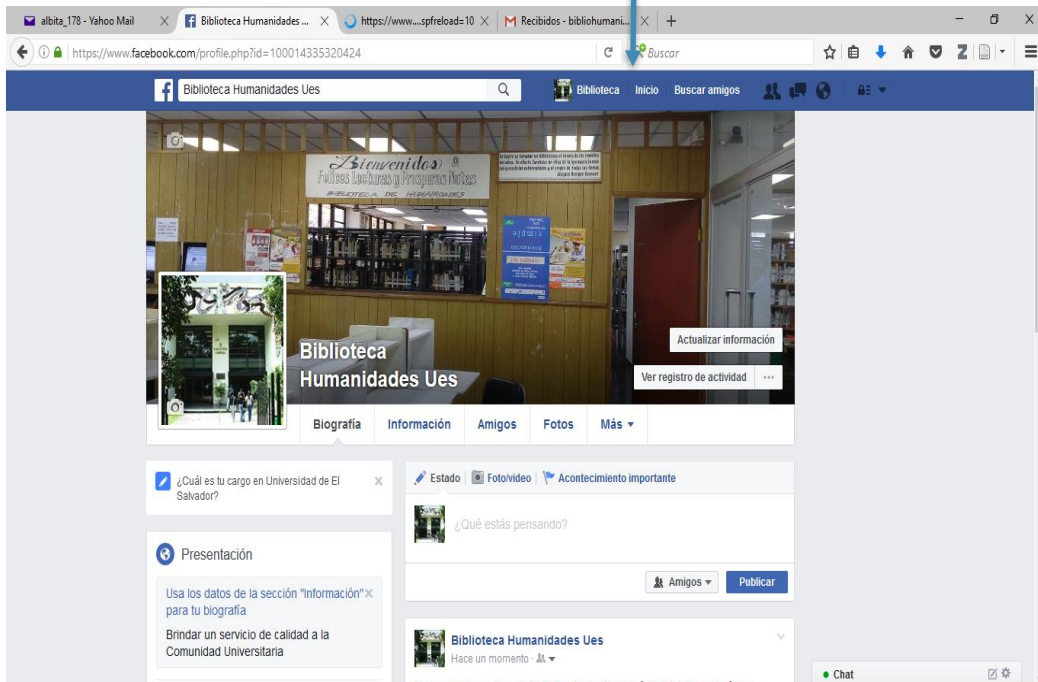 albita_178 - Yahoo Mail
Biblioteca Humanidades ...
https://www....spfreload=10
Recibidos - bibliohumani...
https://www.facebook.com/profile.php?id=100014335320424
Buscar
Biblioteca Humanidades Ues
Biblioteca
Inicio
Buscar amigos
Bienvenidos
Felices Lecturas y Prosperas Notas
BIBLIOTECA DE HUMANIDADES
Actualizar información
Biblioteca
Humanidades Ues
Ver registro de actividad
Biografía
Información
Amigos
Fotos
Más
¿Cuál es tu cargo en Universidad de El
Salvador?
Estado
Foto/video
Acontecimiento importante
¿Qué estás pensando?
Presentación
Amigos
Publicar
Usa los datos de la sección "Información"
para tu biografía
Brindar un servicio de calidad a la
Comunidad Universitaria
Biblioteca Humanidades Ues
Hace un momento
Chat